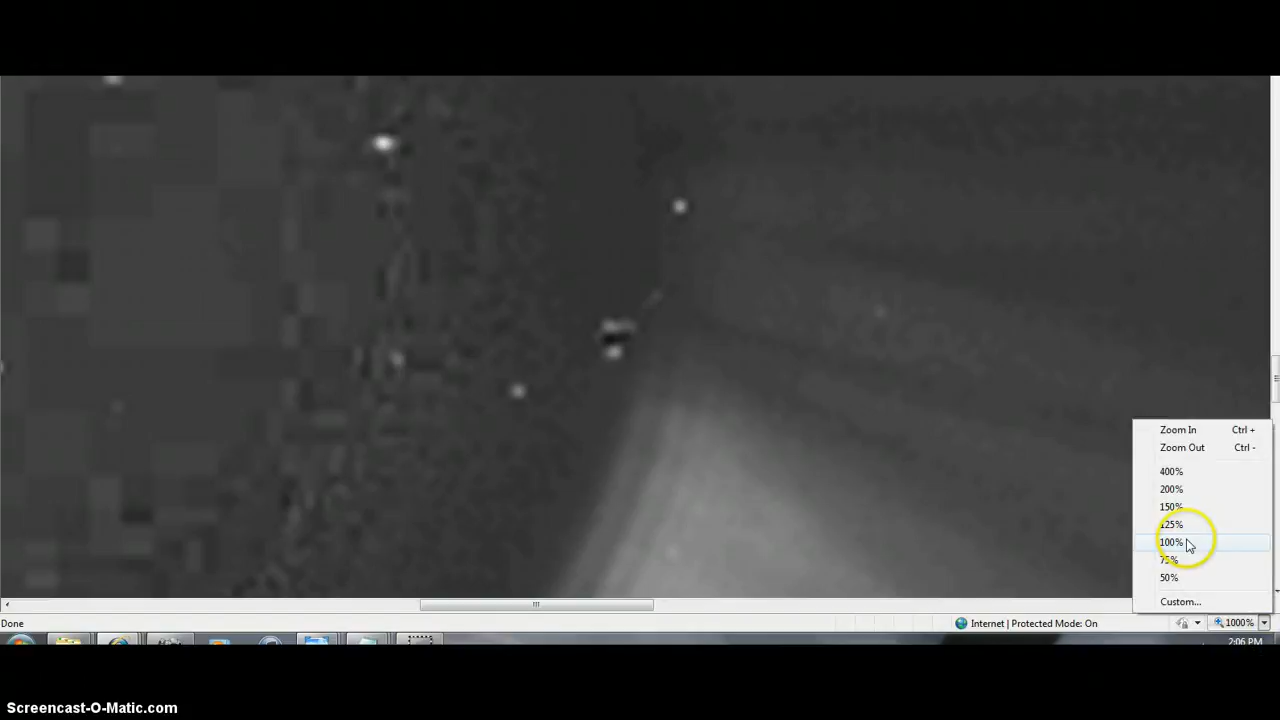 Zoom In Ctrl +
Zoom Out Ctrl -
400%
200%
150%
125%
100%
75%
50%
Custom...
Done
Internet | Protected Mode: On
1000%
2:06 PM
Screencast-O-Matic.com